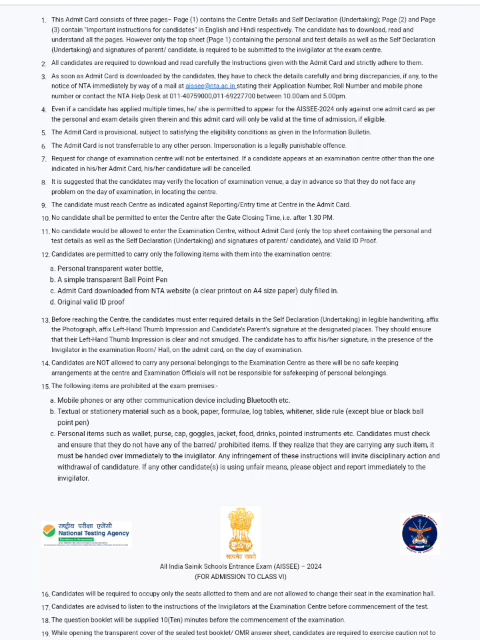 1. This Admit Card consists of three pages– Page (1) contains the Centre Details and Self Declaration (Undertaking); Page (2) and Page
(3) contain "Important instructions for candidates" in English and Hindi respectively. The candidate has to download, read and
understand all the pages. However only the top sheet (Page 1) containing the personal and test details as well as the Self Declaration
(Undertaking) and signatures of parent/ candidate, is required to be submitted to the invigilator at the exam centre.
2. All candidates are required to download and read carefully the Instructions given with the Admit Card and strictly adhere to them.
3. As soon as Admit Card is downloaded by the candidates, they have to check the details carefully and bring discrepancies, if any, to the
notice of NTA immediately by way of a mail at aissee@nta.ac.in stating their Application Number, Roll Number and mobile phone
number or contact the NTA Help Desk at 011-40759000,011-69227700 between 10.00am and 5.00pm.
4. Even if a candidate has applied multiple times, he/ she is permitted to appear for the AISSEE-2024 only against one admit card as per
the personal and exam details given therein and this admit card will only be valid at the time of admission, if eligible.
5. The Admit Card is provisional, subject to satisfying the eligibility conditions as given in the Information Bulletin.
6. The Admit Card is not transferrable to any other person. Impersonation is a legally punishable offence.
7. Request for change of examination centre will not be entertained. If a candidate appears at an examination centre other than the one
indicated in his/her Admit Card, his/her candidature will be cancelled.
8. It is suggested that the candidates may verify the location of examination venue, a day in advance so that they do not face any
problem on the day of examination, in locating the centre.
9. The candidate must reach Centre as indicated against Reporting/Entry time at Centre in the Admit Card.
10. No candidate shall be permitted to enter the Centre after the Gate Closing Time, i.e. after 1.30 PM.
11. No candidate would be allowed to enter the Examination Centre, without Admit Card (only the top sheet containing the personal and
test details as well as the Self Declaration (Undertaking) and signatures of parent/ candidate), and Valid ID Proof.
12. Candidates are permitted to carry only the following items with them into the examination centre:
a. Personal transparent water bottle,
b. A simple transparent Ball Point Pen
c. Admit Card downloaded from NTA website (a clear printout on A4 size paper) duly filled in.
d. Original valid ID proof
13. Before reaching the Centre, the candidates must enter required details in the Self Declaration (Undertaking) in legible handwriting, affix
the Photograph, affix Left-Hand Thumb Impression and Candidate's Parent's signature at the designated places. They should ensure
that their Left-Hand Thumb Impression is clear and not smudged. The candidate has to affix his/her signature, in the presence of the
Invigilator in the examination Room/ Hall, on the admit card, on the day of examination.
14. Candidates are NOT allowed to carry any personal belongings to the Examination Centre as there will be no safe keeping
arrangements at the centre and Examination Officials will not be responsible for safekeeping of personal belongings.
15. The following items are prohibited at the exam premises:-
a. Mobile phones or any other communication device including Bluetooth etc.
b. Textual or stationery material such as a book, paper, formulae, log tables, whitener, slide rule (except blue or black ball
point pen)
c. Personal items such as wallet, purse, cap, goggles, jacket, food, drinks, pointed instruments etc. Candidates must check
and ensure that they do not have any of the barred/ prohibited items. If they realize that they are carrying any such item, it
must be handed over immediately to the invigilator. Any infringement of these instructions will invite disciplinary action and
withdrawal of candidature. If any other candidate(s) is using unfair means, please object and report immediately to the
invigilator.
राष्ट्रीय परीक्षा एजेंसी
National Testing Agency
सत्यमेव जयते
All India Sainik Schools Entrance Exam (AISSEE) – 2024
(FOR ADMISSION TO CLASS VI)
16. Candidates will be required to occupy only the seats allotted to them and are not allowed to change their seat in the examination hall.
17. Candidates are advised to listen to the instructions of the Invigilators at the Examination Centre before commencement of the test.
18. The question booklet will be supplied 10(Ten) minutes before the commencement of the examination.
19. While opening the transparent cover of the sealed test booklet/ OMR answer sheet, candidates are required to exercise caution not to